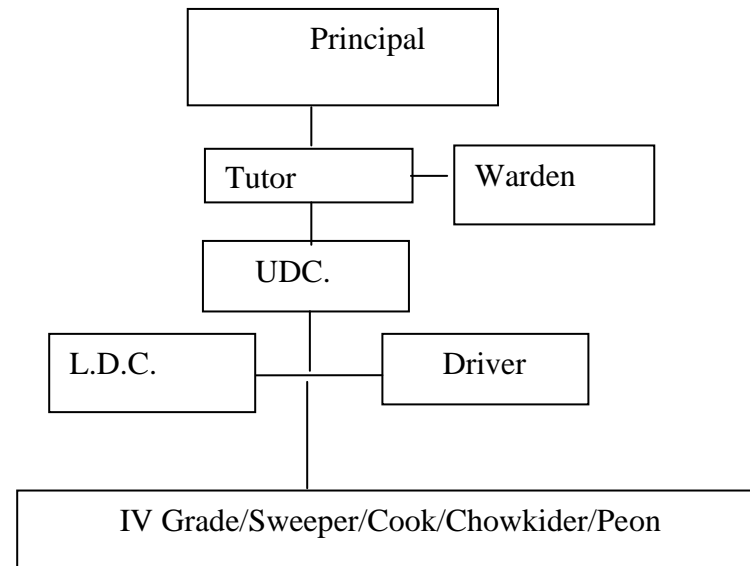 Principal
Tutor
Warden
UDC.
L.D.C.
Driver
IV Grade/Sweeper/Cook/Chowkider/Peon